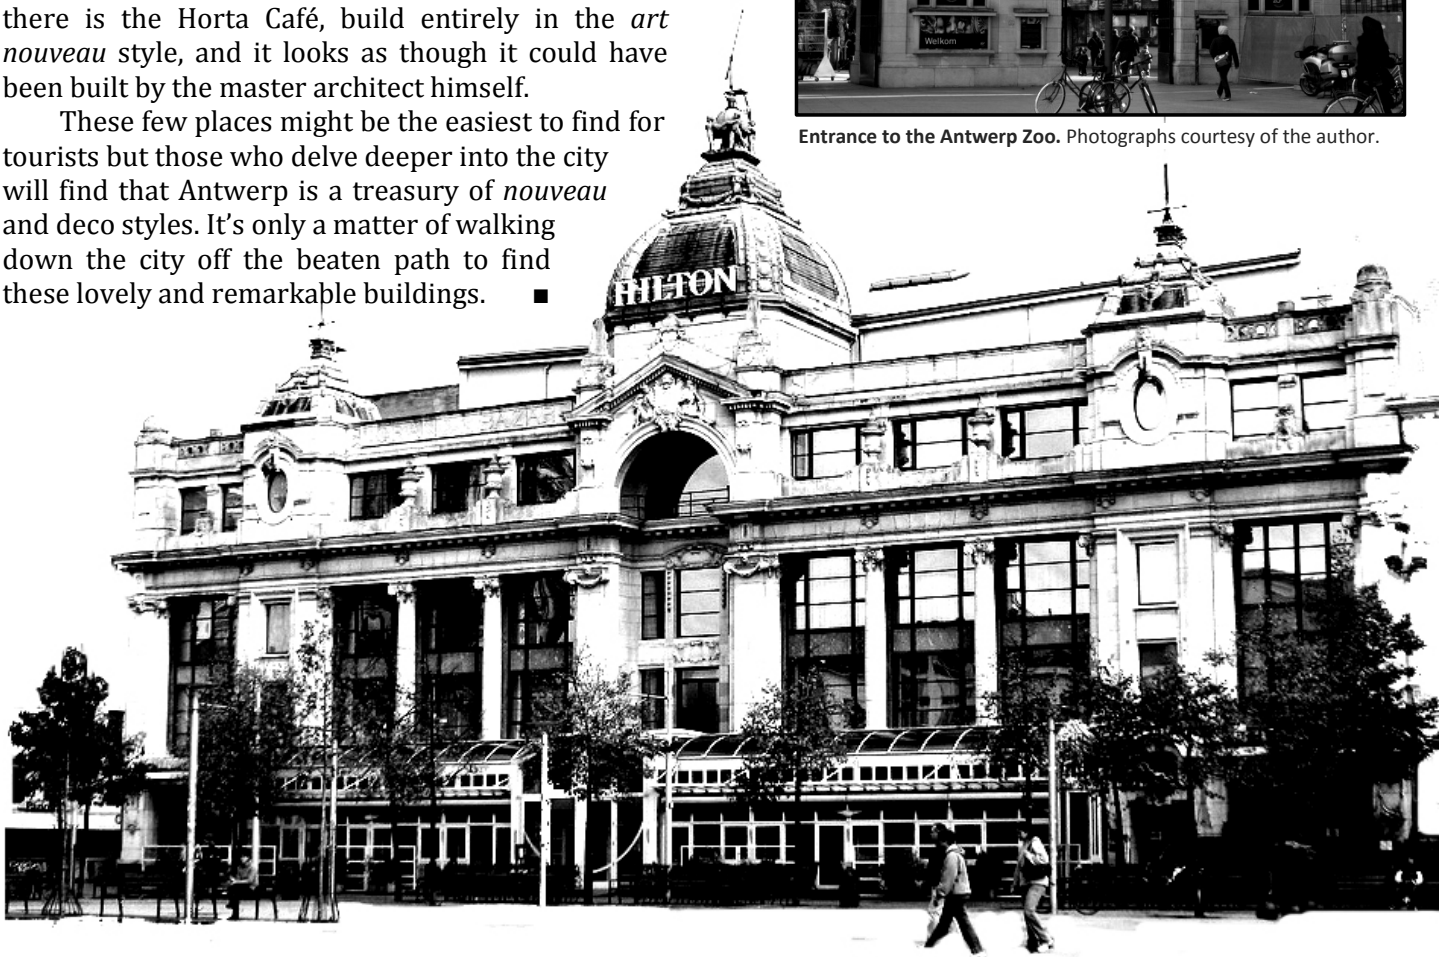 there is the Horta Café, build entirely in the art
nouveau style, and it looks as though it could have
been built by the master architect himself.
These few places might be the easiest to find for
tourists but those who delve deeper into the city
will find that Antwerp is a treasury of nouveau
and deco styles. It’s only a matter of walking
down the city off the beaten path to find
these lovely and remarkable buildings. ■
Welkom
Entrance to the Antwerp Zoo. Photographs courtesy of the author.
HILTON